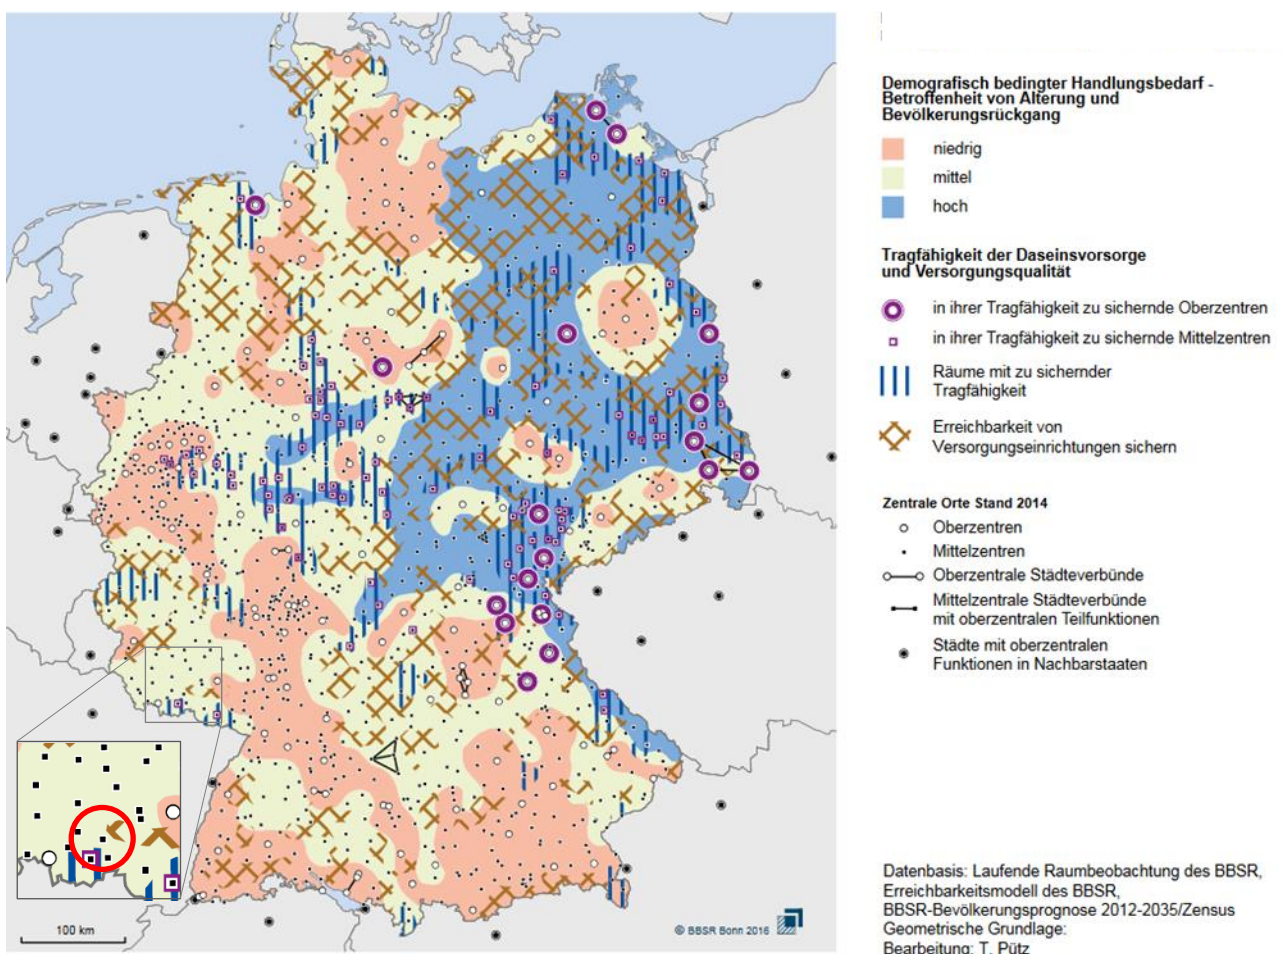 Demografisch bedingter Handlungsbedarf -
Betroffenheit von Alterung und
Bevölkerungsrückgang
niedrig
mittel
hoch
Tragfähigkeit der Daseinsvorsorge
und Versorgungsqualität
in ihrer Tragfähigkeit zu sichernde Oberzentren
in ihrer Tragfähigkeit zu sichernde Mittelzentren
Räume mit zu sichernder
Tragfähigkeit
Erreichbarkeit von
Versorgungseinrichtungen sichern
Zentrale Orte Stand 2014
Oberzentren
Mittelzentren
Oberzentrale Städteverbünde
Mittelzentrale Städteverbünde
mit oberzentralen Teilfunktionen
Städte mit oberzentralen
Funktionen in Nachbarstaaten
100 km
© BBSR Bonn 2016
Datenbasis: Laufende Raumbeobachtung des BBSR,
Erreichbarkeitsmodell des BBSR,
BBSR-Bevölkerungsprognose 2012-2035/Zensus
Geometrische Grundlage:
Bearbeitung: T. Pütz